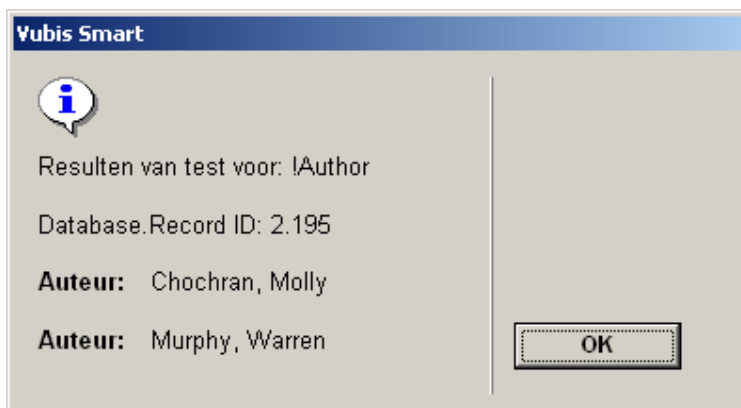 Vubis Smart
Resulten van test voor: !Author
Database.Record ID: 2.195
Auteur: Chochran, Molly
Auteur: Murphy, Warren
OK